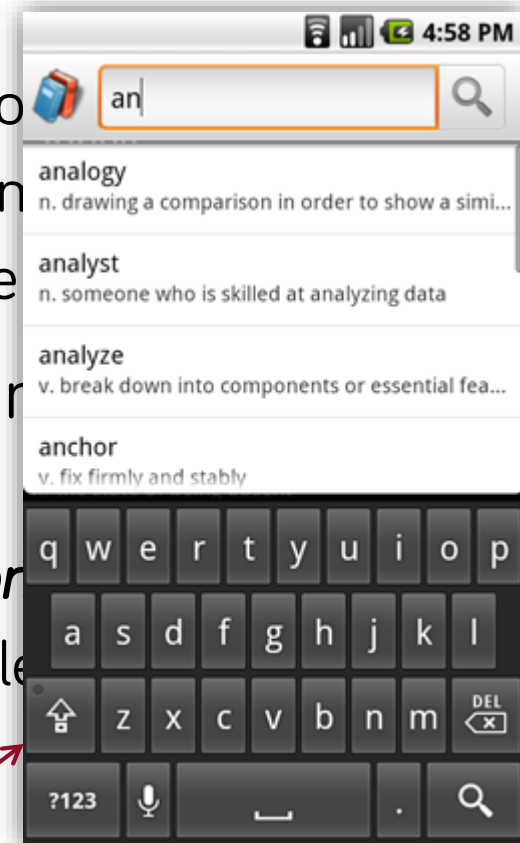 4:58 PM
an
analogy
n. drawing a comparison in order to show a simi...
analyst
n. someone who is skilled at analyzing data
analyze
v. break down into components or essential fea...
anchor
v. fix firmly and stably
q w e r t y u i o p
a s d f g h j k l
z x c v b n m DEL
?123 .